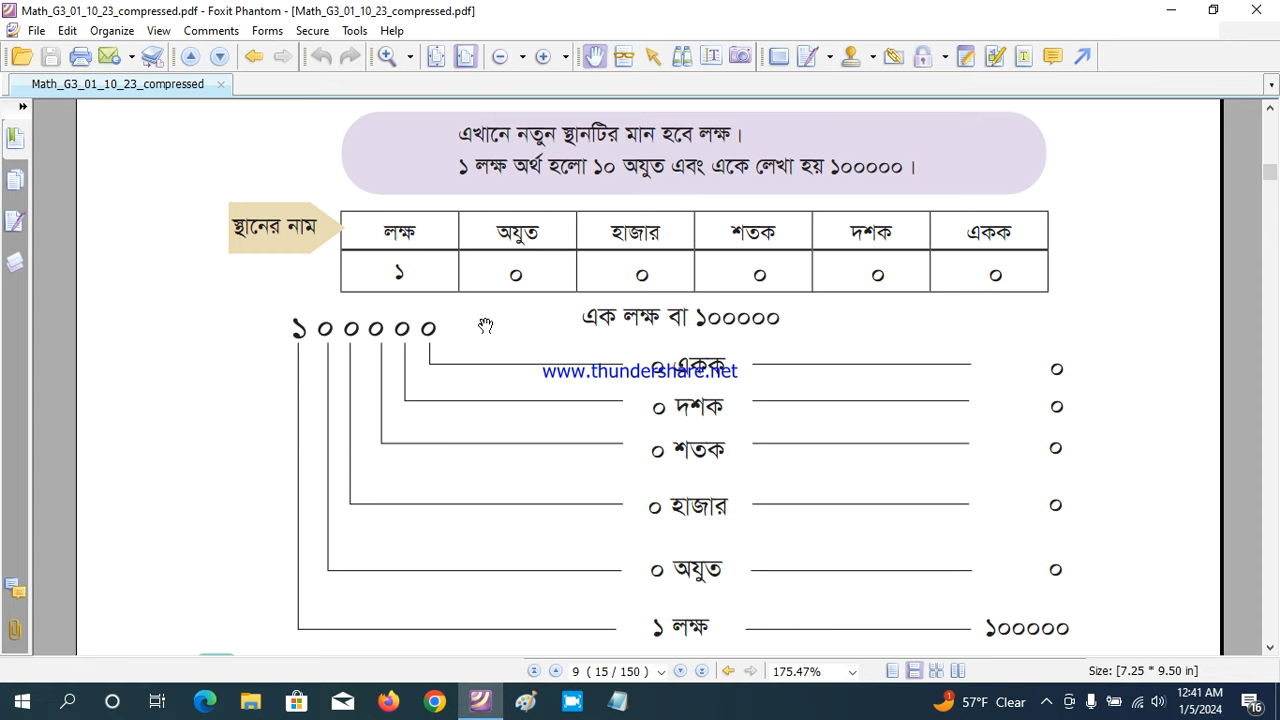 Math_G3_01_10_23_compressed.pdf - Foxit Phantom - [Math_G3_01_10_23_compressed.pdf]
File Edit Organize View Comments Forms Secure Tools Help
Math_G3_01_10_23_compressed
এখানে নতুন স্থানটির মান হবে লক্ষ।
১ লক্ষ অর্থ হলো ১০ অযুত এবং একে লেখা হয় ১০০০০০।
স্থানের নাম
লক্ষ অযুত হাজার শতক দশক একক
১ ০ ০ ০ ০ ০
এক লক্ষ বা ১০০০০০
১ ০ ০ ০ ০ ০
০ একক ০
www.thundershare.net
০ দশক ০
০ শতক ০
০ হাজার ০
০ অযুত ০
১ লক্ষ ১০০০০০
9 ( 15 / 150 ) 175.47% Size: [7.25 * 9.50 in]
1 57°F Clear 12:41 AM
1/5/2024 16